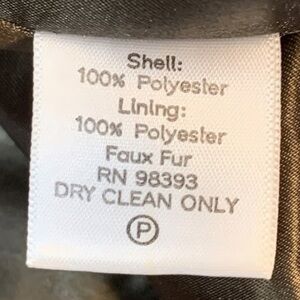 Shell:
100% Polyester
Lining:
100% Polyester
Faux Fur
RN 98393
DRY CLEAN ONLY
P